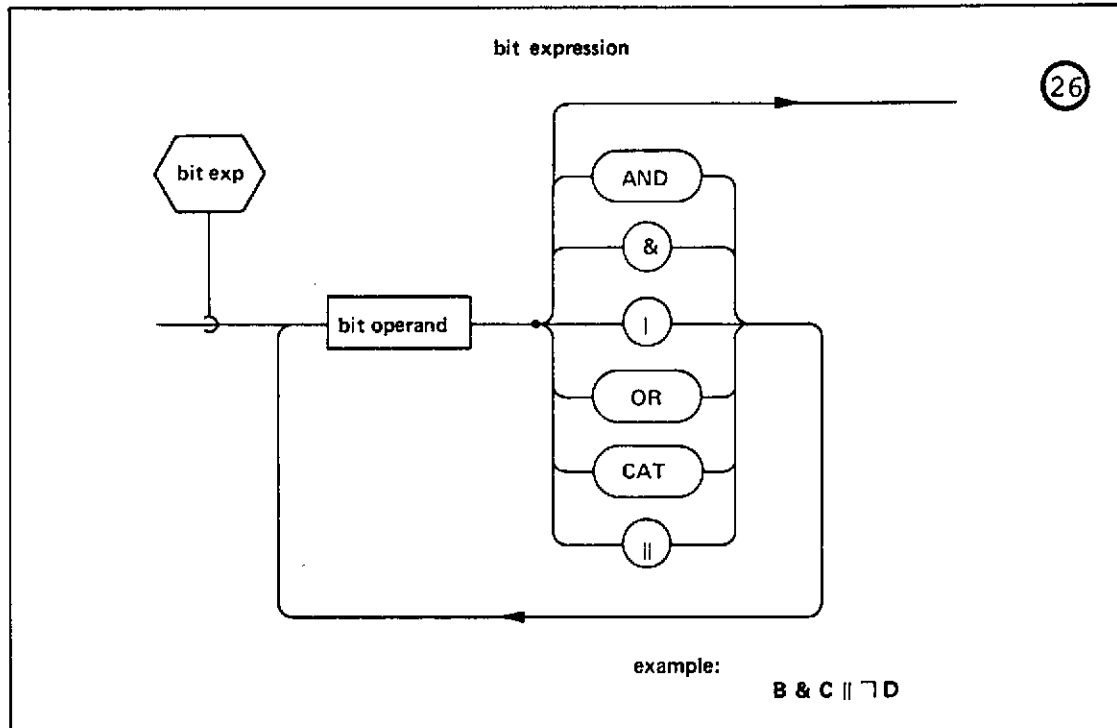 bit expression
26
bit exp
AND
&
bit operand
|
OR
CAT
||
example:
B & C || ¬ D